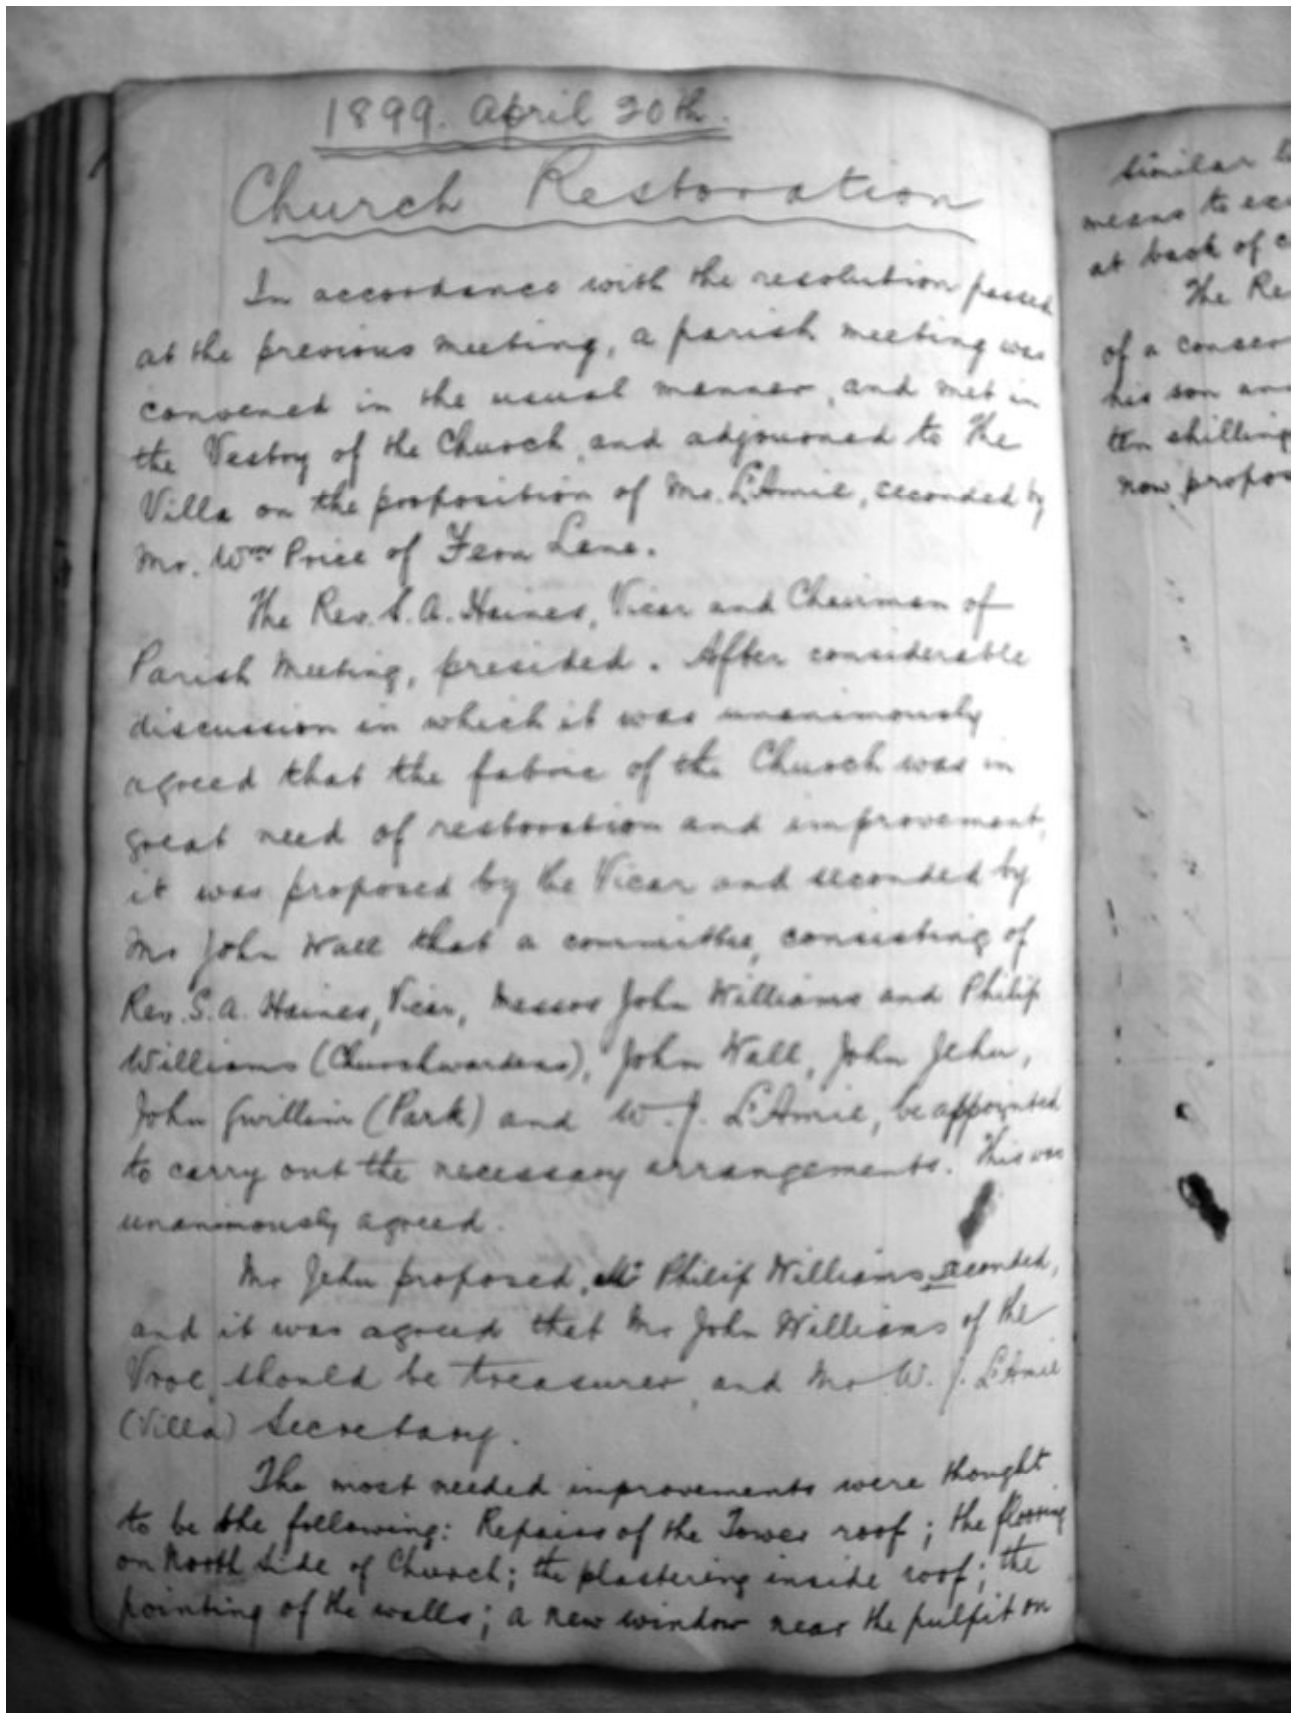 1899. April 20th.
Church Restoration
In accordance with the resolution passed
at the previous meeting, a parish meeting was
convened in the usual manner, and met in
the Vestry of the Church, and adjourned to the
Villa on the proposition of Mr. L'Amie, seconded by
Mr. Wm Price of Fern Lane.
The Rev. S. A. Haines, Vicar and Chairman of
Parish Meeting, presided. After considerable
discussion in which it was unanimously
agreed that the fabric of the Church was in
great need of restoration and improvement,
it was proposed by the Vicar and seconded by
Mr John Wall that a committee, consisting of
Rev. S. A. Haines, Vicar, Messrs John Williams and Philip
Williams (Churchwardens), John Wall, John Jehu,
John Gwillim (Park) and W. J. L'Amie, be appointed
to carry out the necessary arrangements. This was
unanimously agreed.
Mr Jehu proposed, Mr Philip Williams seconded,
and it was agreed that Mr John Williams of the
Vroe, should be treasurer, and Mr W. J. L'Amie
(Villa) Secretary.
The most needed improvements were thought
to be the following: Repairs of the Tower roof; the flooring
on North Side of Church; the plastering inside roof; the
pointing of the walls; a new window near the pulpit on
similar
means to
at back of
The
of a
his son
ten
now